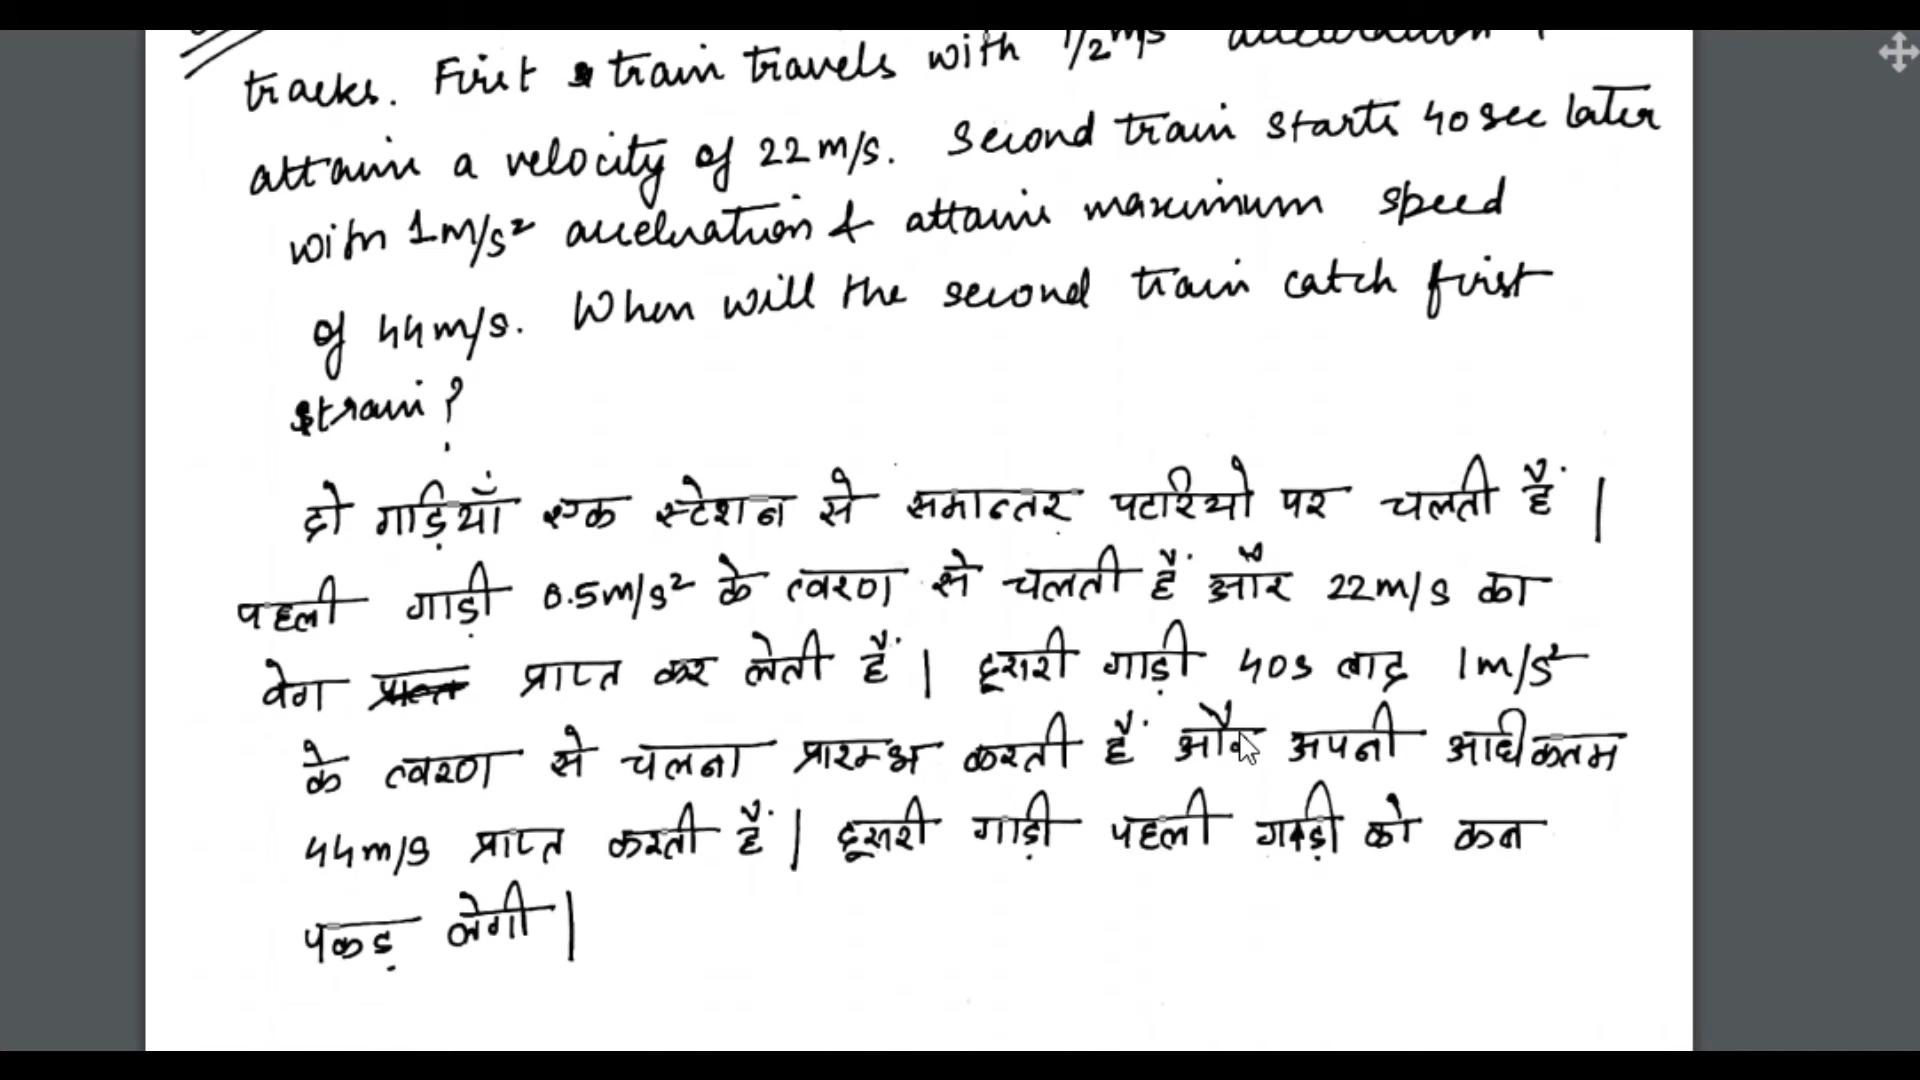 tracks. First train travels with 1/2 m/s acceleration
attain a velocity of 22 m/s. Second train starts 40 sec later
with 1 m/s² acceleration & attain maximum speed
of 44 m/s. When will the second train catch first
train?
दो गाड़ियाँ एक स्टेशन से समान्तर पटरियो पर चलती हैं |
पहली गाड़ी 0.5 m/s² के त्वरण से चलती हैं और 22 m/s का
वेग प्राप्त कर लेती हैं | दूसरी गाड़ी 40s बाद 1 m/s²
के त्वरण से चलना प्रारम्भ करती हैं और अपनी अधिकतम
44 m/s प्राप्त करती हैं | दूसरी गाड़ी पहली गाड़ी को कब
पकड़ लेगी |